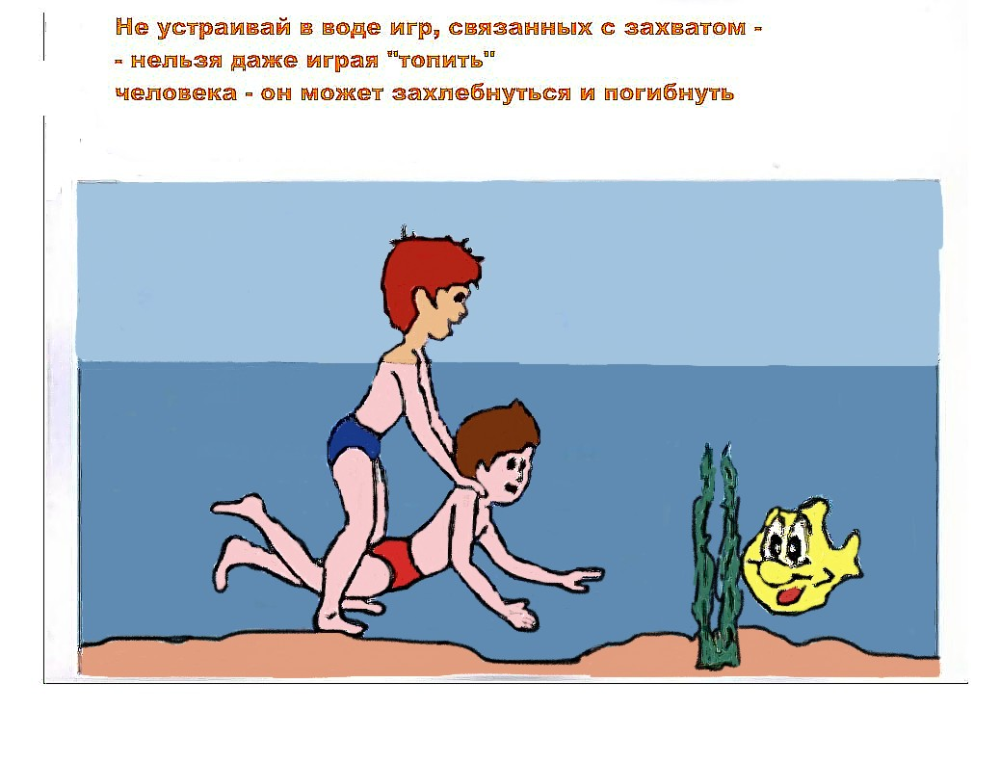 Не устраивай в воде игр, связанных с захватом -
- нельзя даже играя "топить"
человека - он может захлебнуться и погибнуть